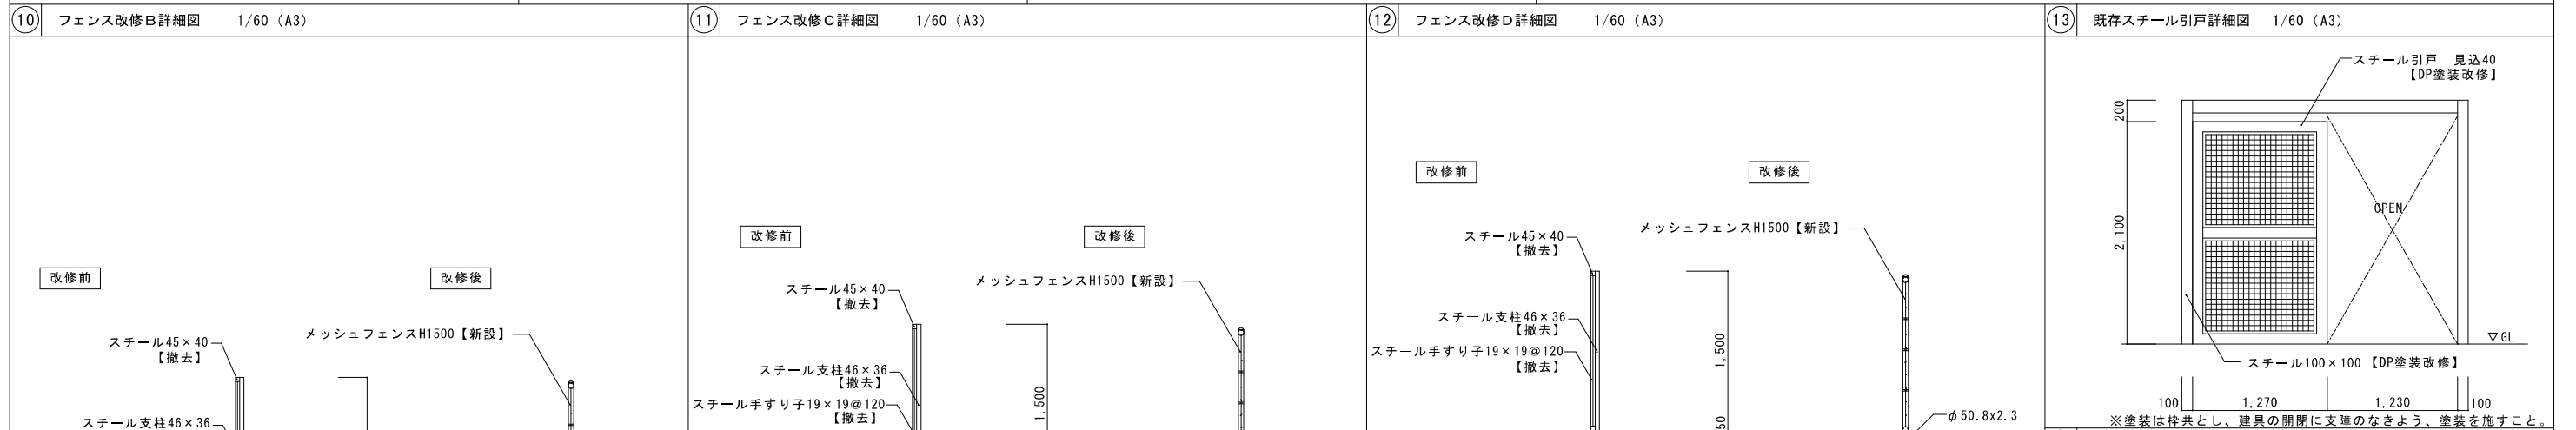 ⑩ フェンス改修Ｂ詳細図 1/60（A3）
改修前
改修後
スチール45×40
【撤去】
メッシュフェンスH1500【新設】
スチール支柱46×36
⑪ フェンス改修Ｃ詳細図 1/60（A3）
改修前
改修後
スチール45×40
【撤去】
メッシュフェンスH1500【新設】
スチール支柱46×36
【撤去】
スチール手すり子19×19@120
【撤去】
1,500
⑫ フェンス改修Ｄ詳細図 1/60（A3）
改修前
改修後
スチール45×40
【撤去】
メッシュフェンスH1500【新設】
スチール支柱46×36
【撤去】
スチール手すり子19×19@120
【撤去】
1,500
50
φ50.8x2.3
⑬ 既存スチール引戸詳細図 1/60（A3）
スチール引戸 見込40
【DP塗装改修】
200
2,100
OPEN
▽GL
スチール100×100【DP塗装改修】
100 1,270 1,230 100
※塗装は枠共とし、建具の開閉に支障のなきよう、塗装を施すこと。